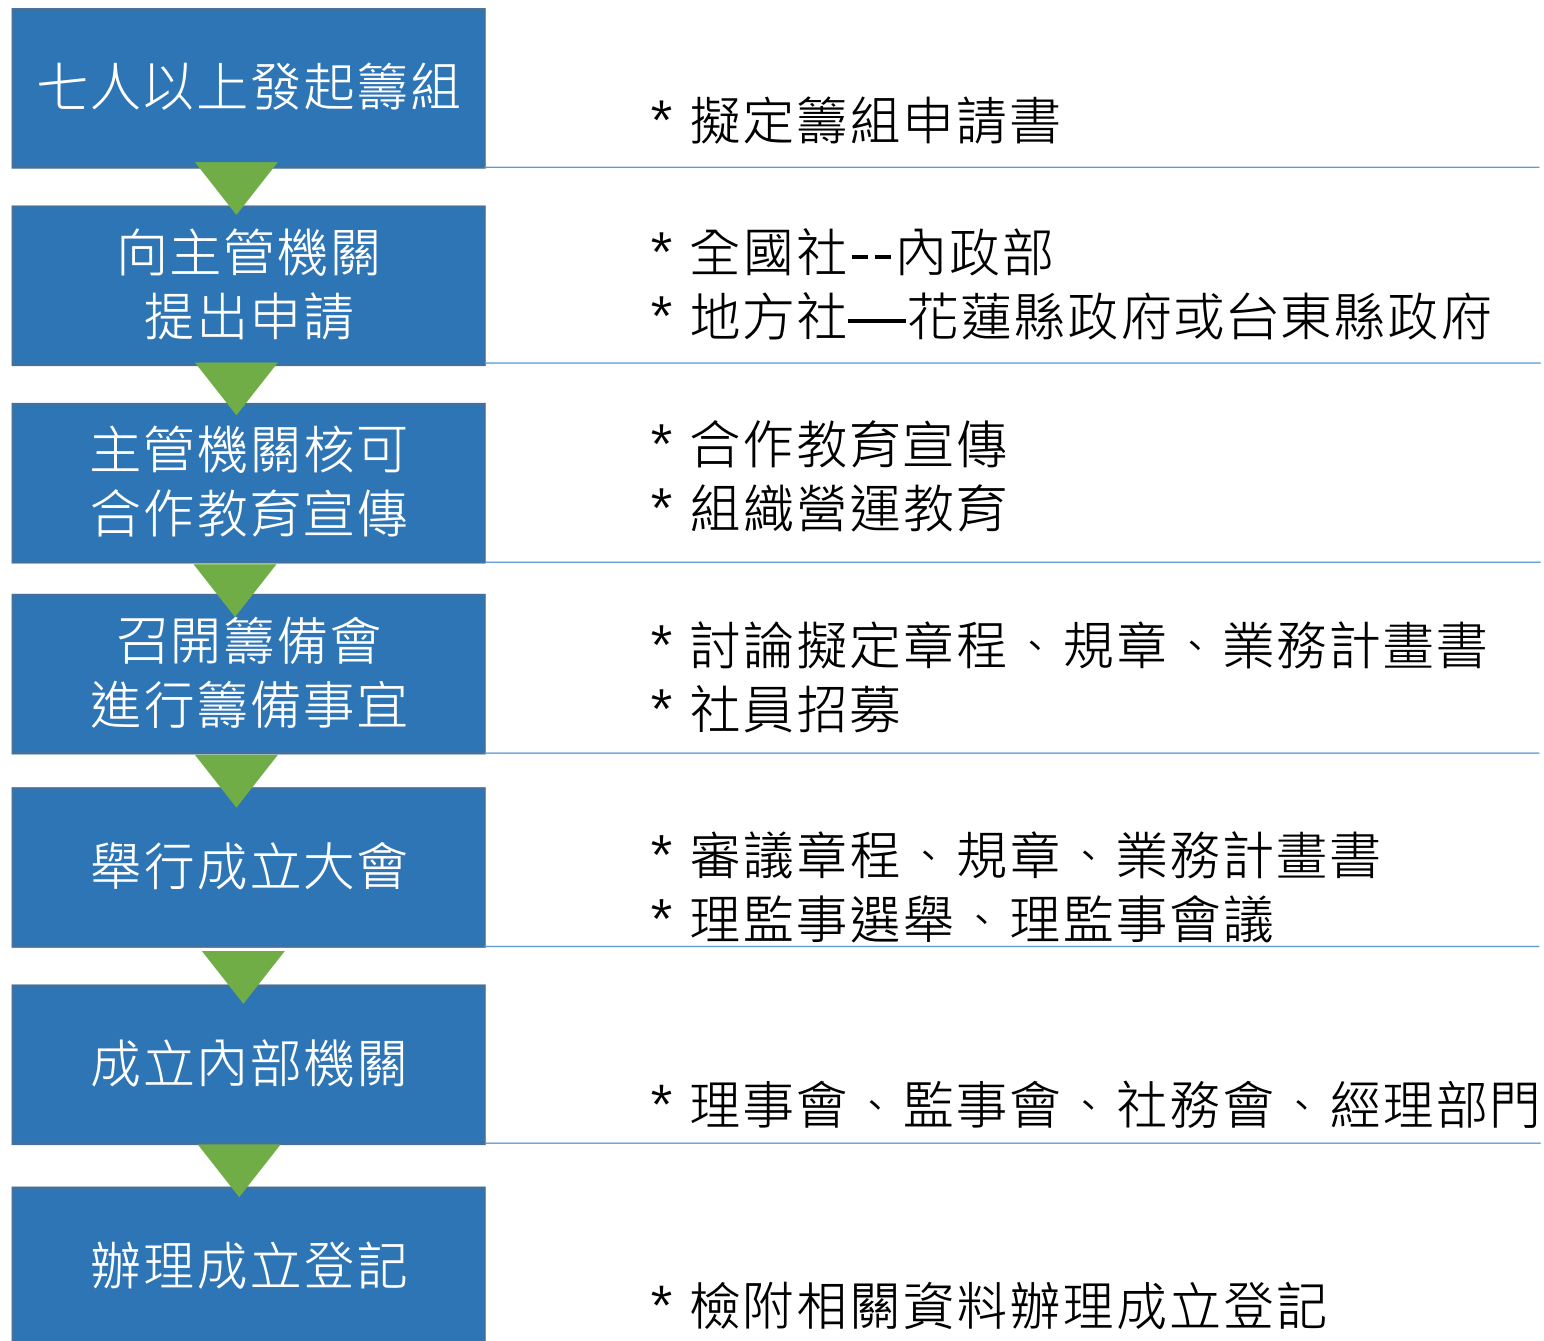 七人以上發起籌組
* 擬定籌組申請書
向主管機關
提出申請
* 全國社--內政部
* 地方社—花蓮縣政府或台東縣政府
主管機關核可
合作教育宣傳
* 合作教育宣傳
* 組織營運教育
召開籌備會
進行籌備事宜
* 討論擬定章程、規章、業務計畫書
* 社員招募
舉行成立大會
* 審議章程、規章、業務計畫書
* 理監事選舉、理監事會議
成立內部機關
* 理事會、監事會、社務會、經理部門
辦理成立登記
* 檢附相關資料辦理成立登記